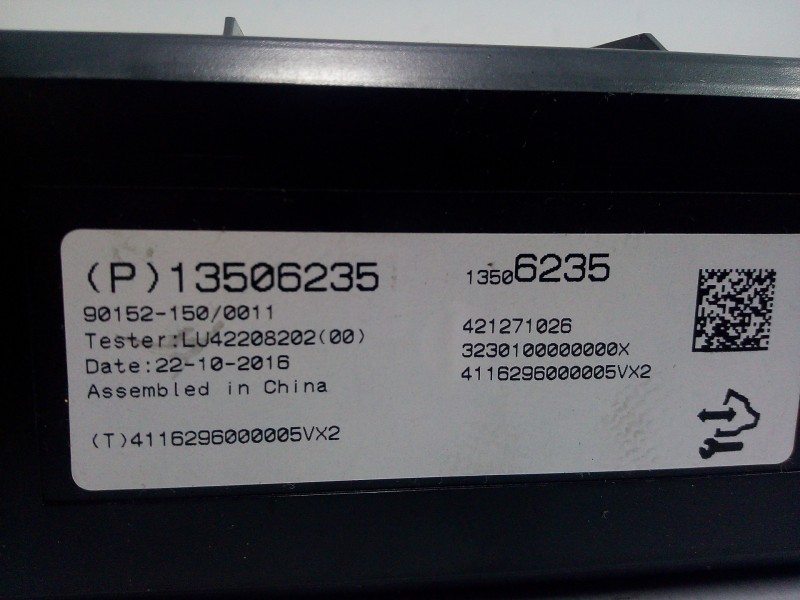 (P)13506235
90152-150/0011
Tester:LU42208202(00)
Date:22-10-2016
Assembled in China
(T)4116296000005VX2
13506235
421271026
3230100000000X
4116296000005VX2